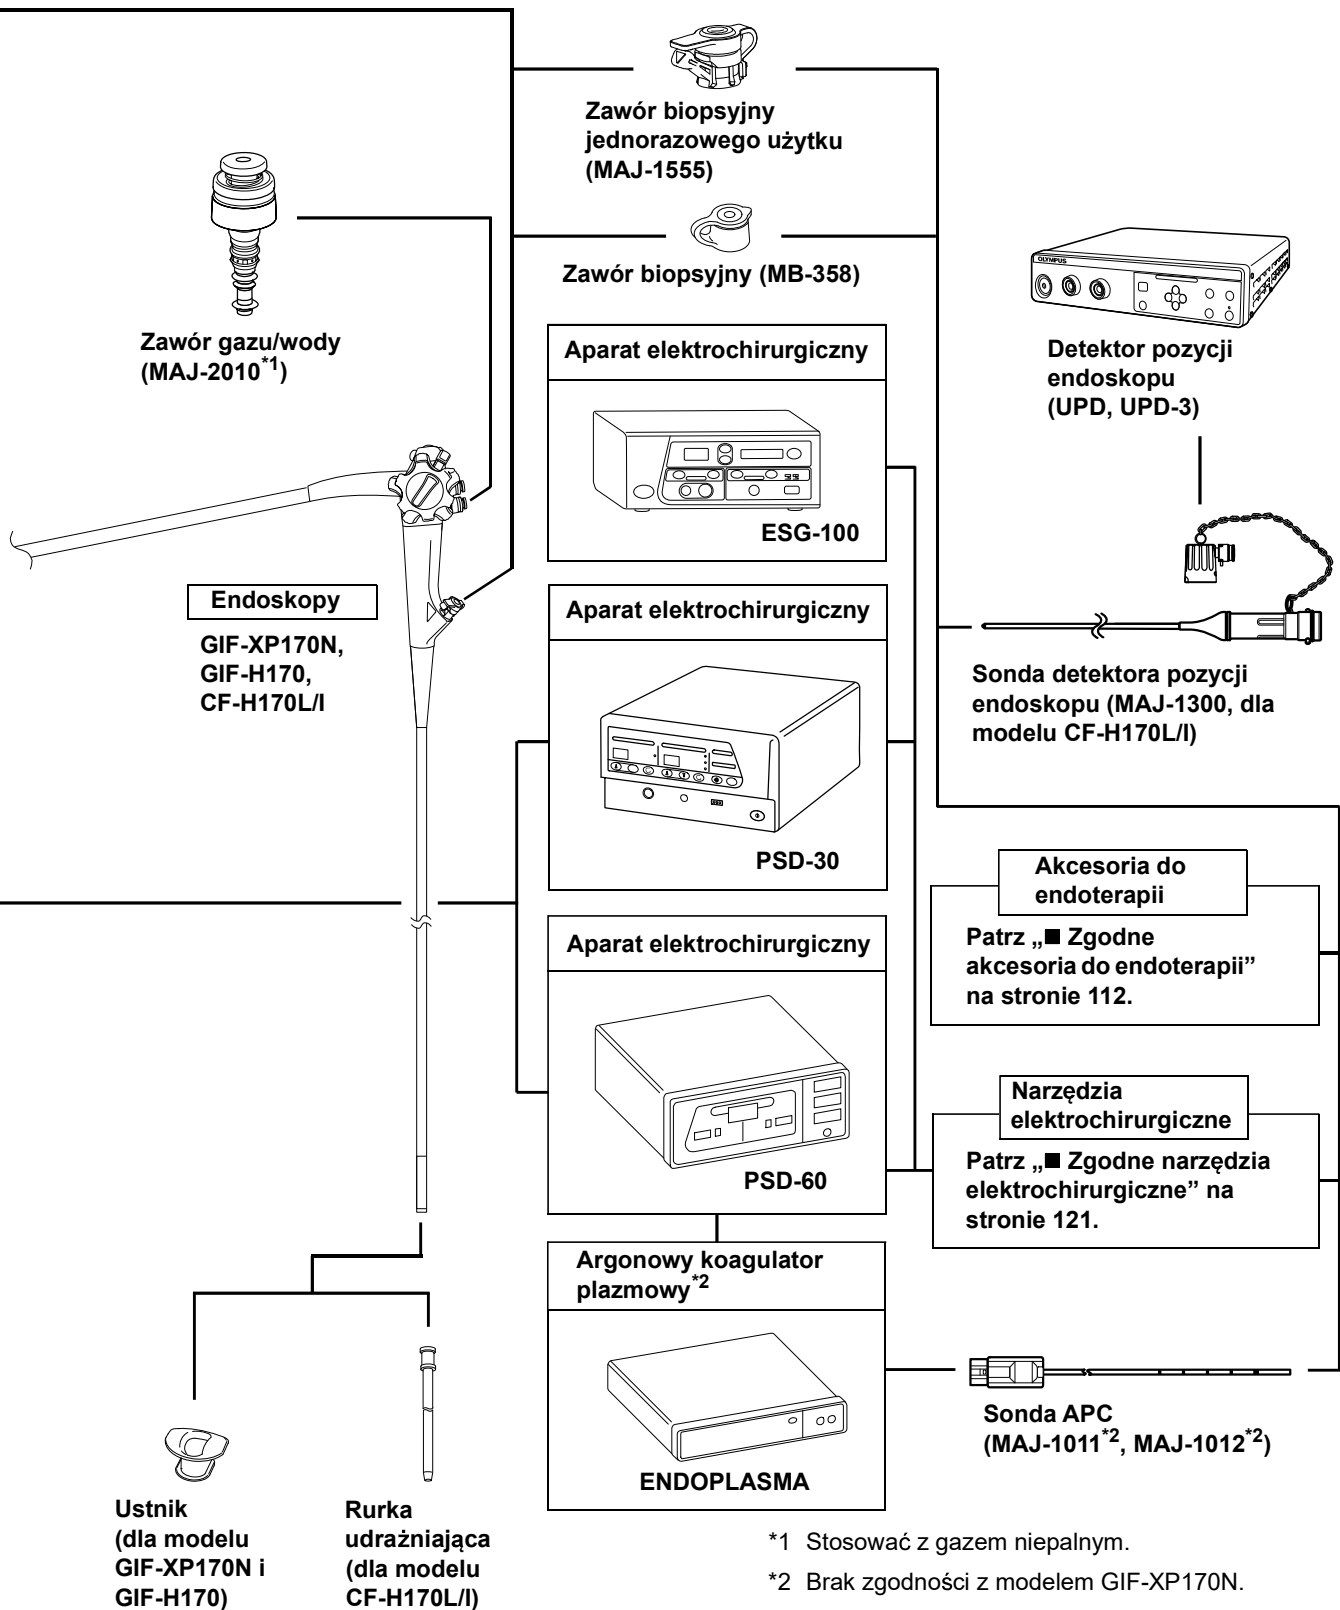 Zawór biopsyjny
jednorazowego użytku
(MAJ-1555)
Zawór gazu/wody
(MAJ-2010*1)
Zawór biopsyjny (MB-358)
OLYMPUS
Detektor pozycji
endoskopu
(UPD, UPD-3)
Aparat elektrochirurgiczny
ESG-100
Endoskopy
GIF-XP170N,
GIF-H170,
CF-H170L/I
Aparat elektrochirurgiczny
PSD-30
Sonda detektora pozycji
endoskopu (MAJ-1300, dla
modelu CF-H170L/I)
Akcesoria do
endoterapii
Patrz „■ Zgodne
akcesoria do endoterapii”
na stronie 112.
Aparat elektrochirurgiczny
PSD-60
Narzędzia
elektrochirurgiczne
Patrz „■ Zgodne narzędzia
elektrochirurgiczne” na
stronie 121.
Argonowy koagulator
plazmowy*2
ENDOPLASMA
Sonda APC
(MAJ-1011*2, MAJ-1012*2)
Ustnik
(dla modelu
GIF-XP170N i
GIF-H170)
Rurka
udrażniająca
(dla modelu
CF-H170L/I)
*1 Stosować z gazem niepalnym.
*2 Brak zgodności z modelem GIF-XP170N.